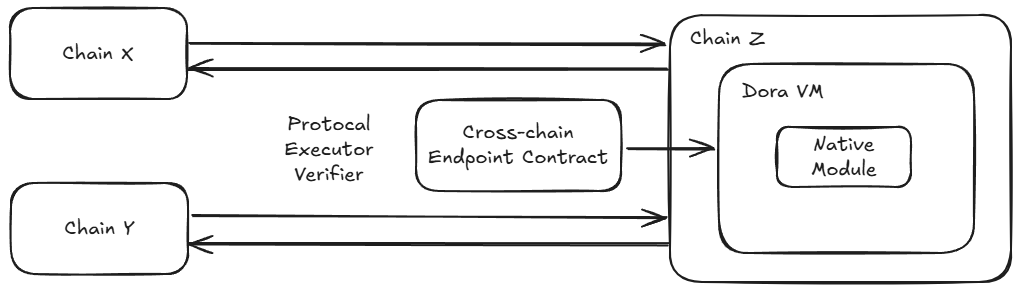 Chain X
Chain Z
Dora VM
Protocal
Executor
Verifier
Cross-chain
Endpoint Contract
Native
Module
Chain Y